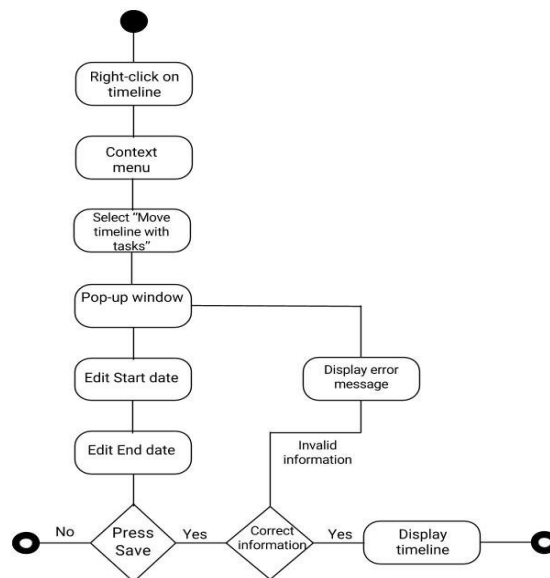 Right-click on
timeline
Context
menu
Select “Move
timeline with
tasks”
Pop-up window
Edit Start date
Display error
message
Edit End date
Invalid
information
No
Press
Save
Yes
Correct
information
Yes
Display
timeline